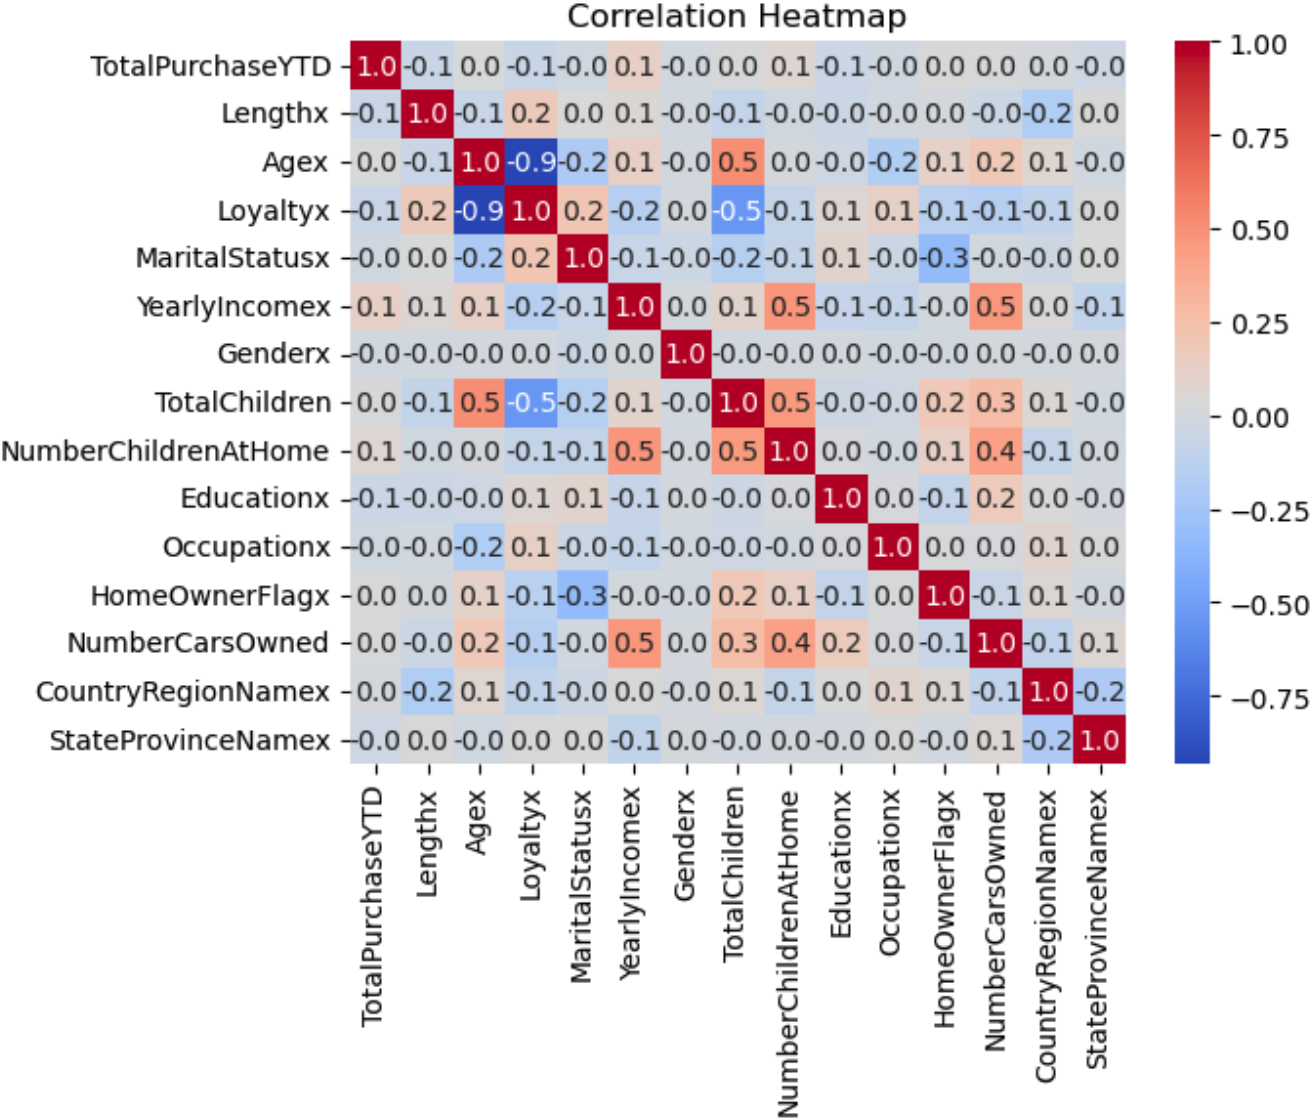 Correlation Heatmap
TotalPurchaseYTD 1.0 -0.1 0.0 -0.1 -0.0 0.1 -0.0 0.0 0.1 -0.1 -0.0 0.0 0.0 0.0 -0.0
Lengthx -0.1 1.0 -0.1 0.2 0.0 0.1 -0.0 -0.1 -0.0 -0.0 -0.0 0.0 -0.0 -0.2 0.0
Agex 0.0 -0.1 1.0 -0.9 -0.2 0.1 -0.0 0.5 0.0 -0.0 -0.2 0.1 0.2 0.1 -0.0
Loyaltyx -0.1 0.2 -0.9 1.0 0.2 -0.2 0.0 -0.5 -0.1 0.1 0.1 -0.1 -0.1 -0.1 0.0
MaritalStatusx -0.0 0.0 -0.2 0.2 1.0 -0.1 -0.0 -0.2 -0.1 0.1 -0.0 -0.3 -0.0 -0.0 0.0
YearlyIncomex 0.1 0.1 0.1 -0.2 -0.1 1.0 0.0 0.1 0.5 -0.1 -0.1 -0.0 0.5 0.0 -0.1
Genderx -0.0 -0.0 -0.0 0.0 -0.0 0.0 1.0 -0.0 -0.0 0.0 -0.0 -0.0 0.0 -0.0 0.0
TotalChildren 0.0 -0.1 0.5 -0.5 -0.2 0.1 -0.0 1.0 0.5 -0.0 -0.0 0.2 0.3 0.1 -0.0
NumberChildrenAtHome 0.1 -0.0 0.0 -0.1 -0.1 0.5 -0.0 0.5 1.0 0.0 -0.0 0.1 0.4 -0.1 0.0
Educationx -0.1 -0.0 -0.0 0.1 0.1 -0.1 0.0 -0.0 0.0 1.0 0.0 -0.1 0.2 0.0 -0.0
Occupationx -0.0 -0.0 -0.2 0.1 -0.0 -0.1 -0.0 -0.0 -0.0 0.0 1.0 0.0 0.0 0.1 0.0
HomeOwnerFlagx 0.0 0.0 0.1 -0.1 -0.3 -0.0 -0.0 0.2 0.1 -0.1 0.0 1.0 -0.1 0.1 -0.0
NumberCarsOwned 0.0 -0.0 0.2 -0.1 -0.0 0.5 0.0 0.3 0.4 0.2 0.0 -0.1 1.0 -0.1 0.1
CountryRegionNamex 0.0 -0.2 0.1 -0.1 -0.0 0.0 -0.0 0.1 -0.1 0.0 0.1 0.1 -0.1 1.0 -0.2
StateProvinceNamex -0.0 0.0 -0.0 0.0 0.0 -0.1 0.0 -0.0 0.0 -0.0 0.0 -0.0 0.1 -0.2 1.0
TotalPurchaseYTD
Lengthx
Agex
Loyaltyx
MaritalStatusx
YearlyIncomex
Genderx
TotalChildren
NumberChildrenAtHome
Educationx
Occupationx
HomeOwnerFlagx
NumberCarsOwned
CountryRegionNamex
StateProvinceNamex
1.00
0.75
0.50
0.25
0.00
−0.25
−0.50
−0.75